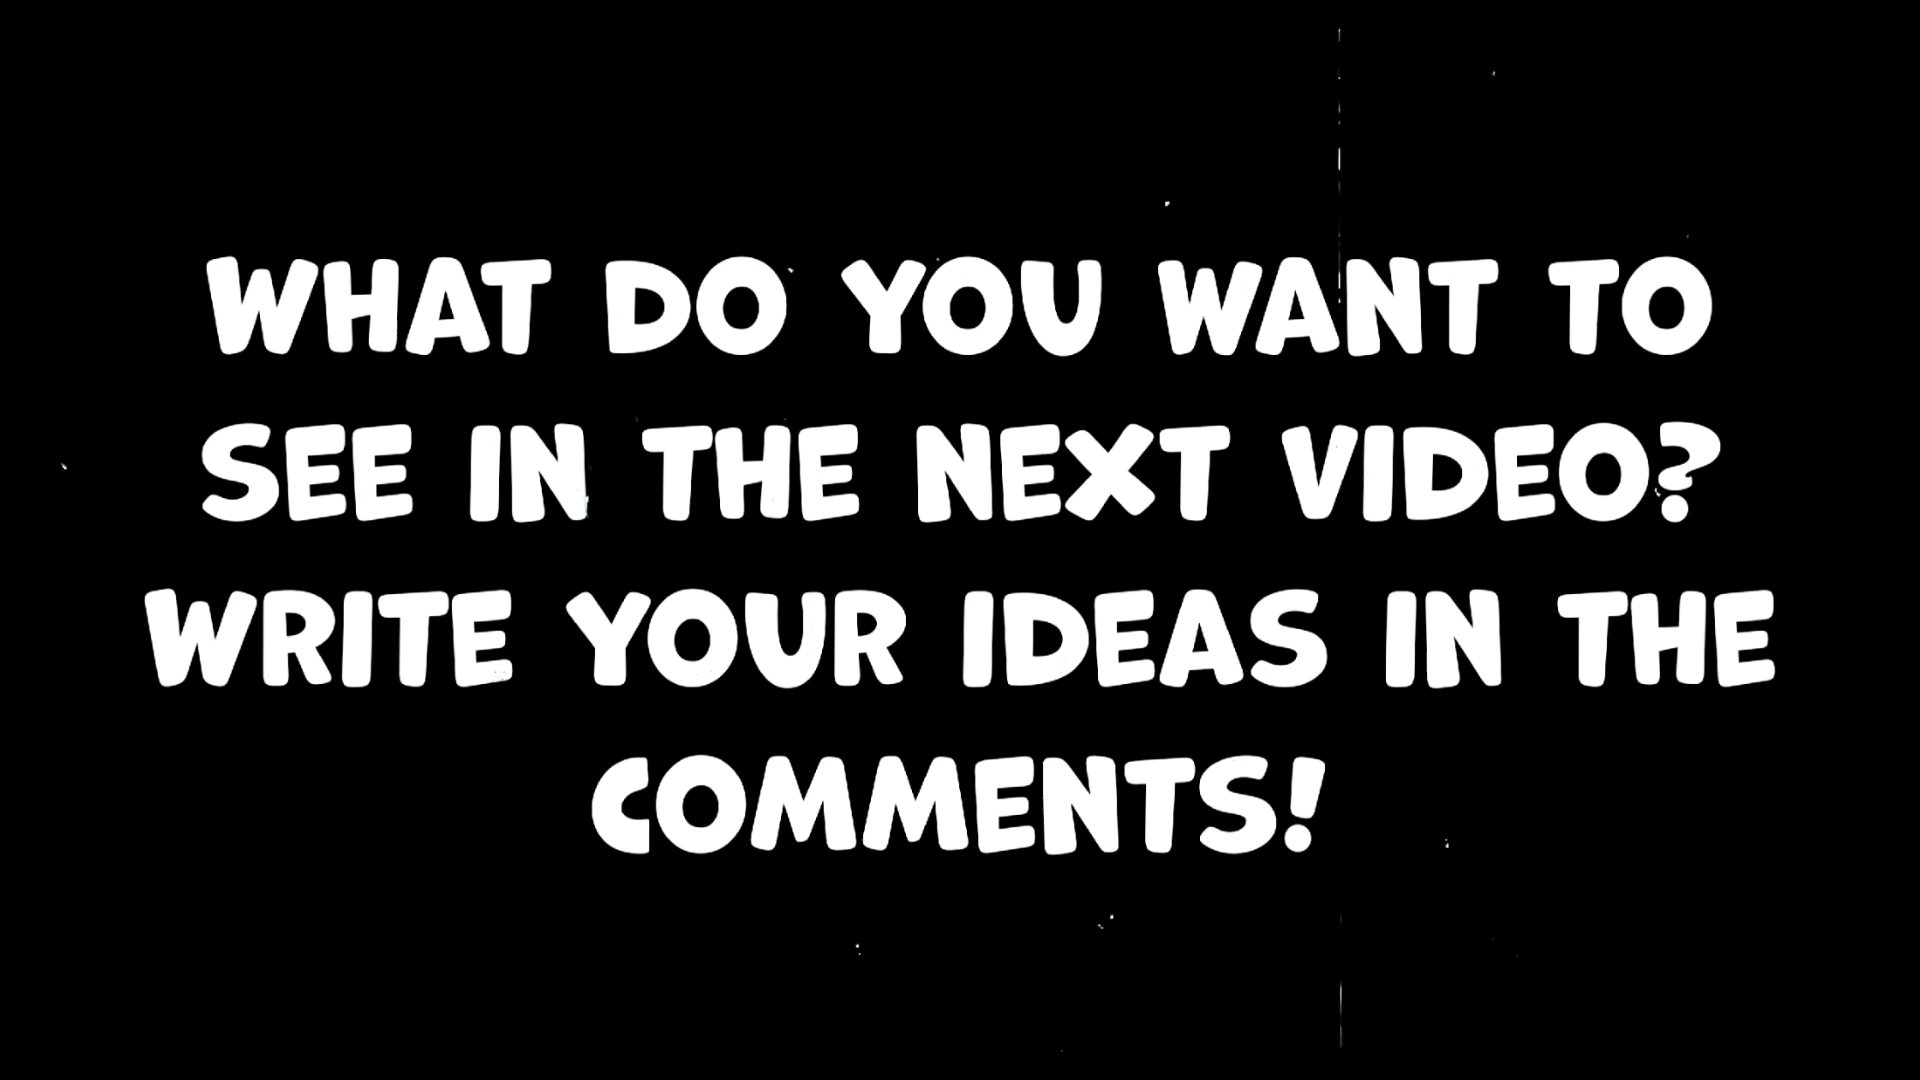 WHAT DO YOU WANT TO
SEE IN THE NEXT VIDEO?
WRITE YOUR IDEAS IN THE
COMMENTS!